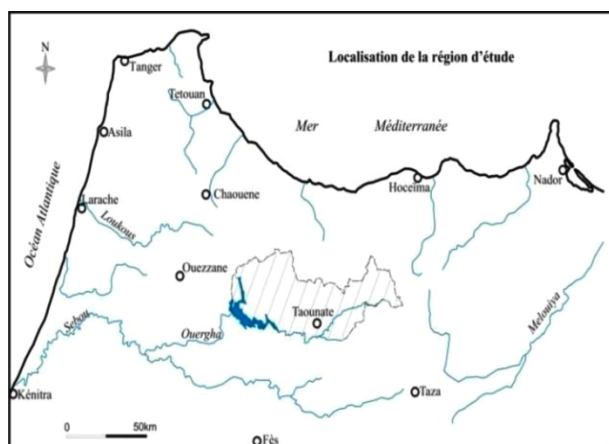 Localisation de la région d'étude
N
Tanger
Tetouan
Mer Méditerranée
Asila
Nador
Hoceima
Océan Atlantique
Larache
Chaouene
Loukous
Ouezzane
Taounate
Sebou
Ouergha
Melouiya
Kénitra
Taza
0 50km
Fès